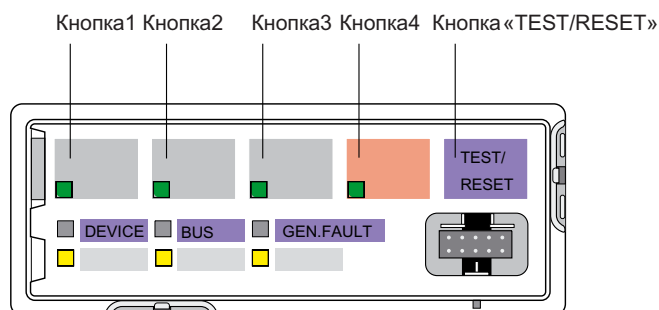 Кнопка1 Кнопка2 Кнопка3 Кнопка4 Кнопка«TEST/RESET»
TEST/
RESET
DEVICE BUS GEN.FAULT